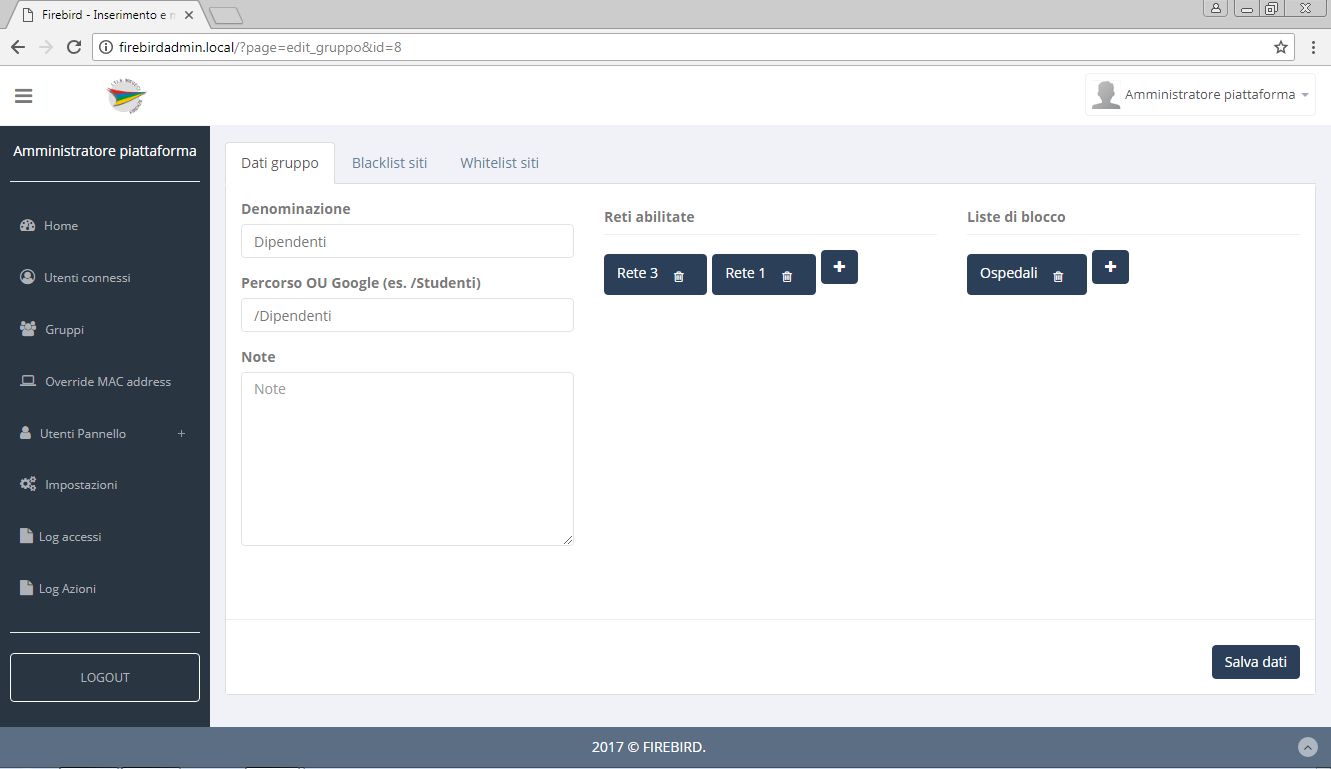 Firebird - Inserimento e
firebirdadmin.local/?page=edit_gruppo&id=8
Amministratore piattaforma
Amministratore piattaforma
Home
Utenti connessi
Gruppi
Override MAC address
Utenti Pannello +
Impostazioni
Log accessi
Log Azioni
LOGOUT
Dati gruppo Blacklist siti Whitelist siti
Denominazione
Dipendenti
Percorso OU Google (es. /Studenti)
/Dipendenti
Note
Note
Reti abilitate
Rete 3 Rete 1 +
Liste di blocco
Ospedali +
Salva dati
2017 © FIREBIRD.